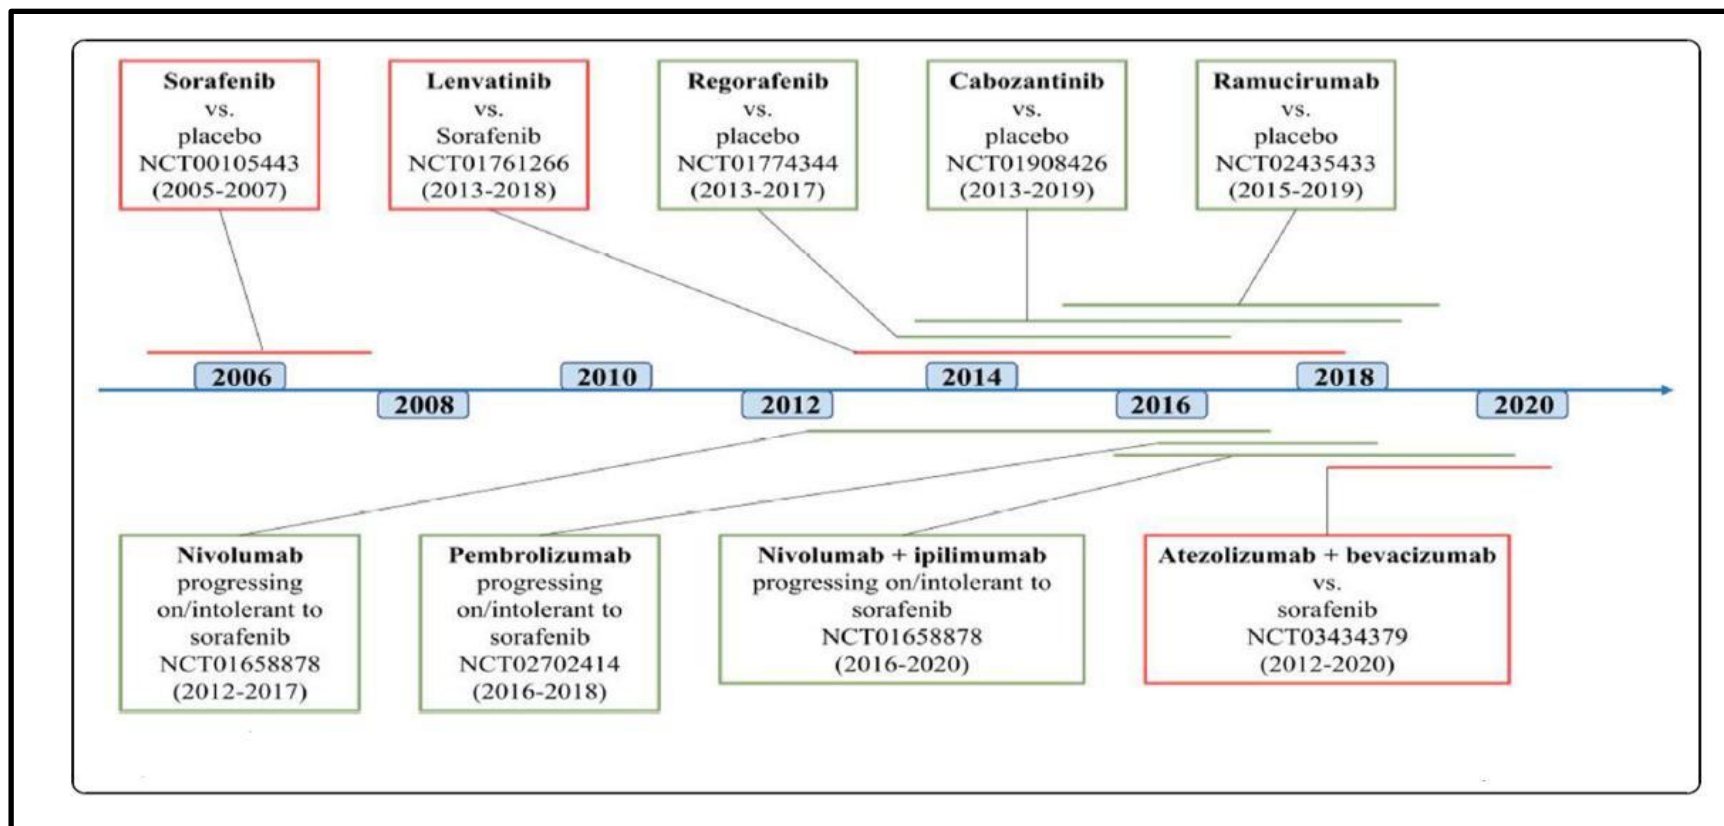 Sorafenib
vs.
placebo
NCT00105443
(2005-2007)
Lenvatinib
vs.
Sorafenib
NCT01761266
(2013-2018)
Regorafenib
vs.
placebo
NCT01774344
(2013-2017)
Cabozantinib
vs.
placebo
NCT01908426
(2013-2019)
Ramucirumab
vs.
placebo
NCT02435433
(2015-2019)
2006
2008
2010
2012
2014
2016
2018
2020
Nivolumab
progressing
on/intolerant to
sorafenib
NCT01658878
(2012-2017)
Pembrolizumab
progressing
on/intolerant to
sorafenib
NCT02702414
(2016-2018)
Nivolumab + ipilimumab
progressing on/intolerant to
sorafenib
NCT01658878
(2016-2020)
Atezolizumab + bevacizumab
vs.
sorafenib
NCT03434379
(2012-2020)